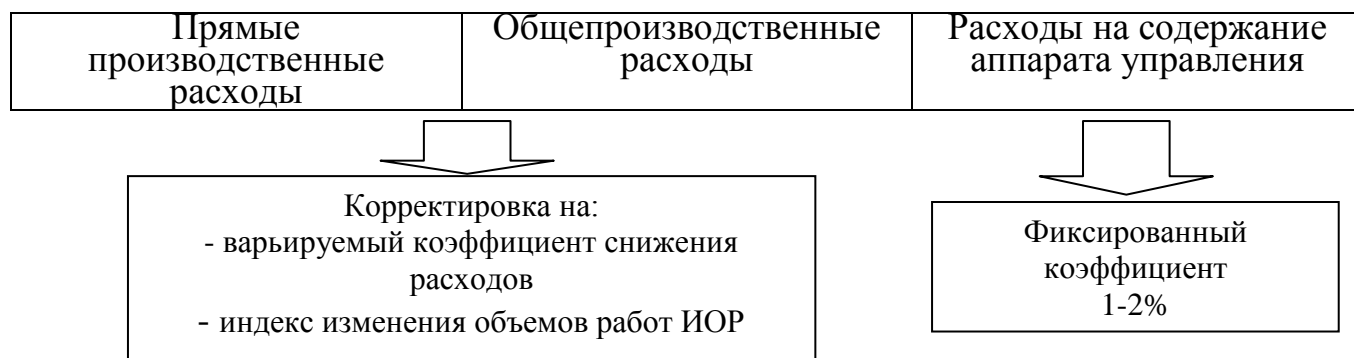 Прямые
производственные
расходы
Общепроизводственные
расходы
Расходы на содержание
аппарата управления
Корректировка на:
- варьируемый коэффициент снижения
расходов
- индекс изменения объемов работ ИОР
Фиксированный
коэффициент
1-2%